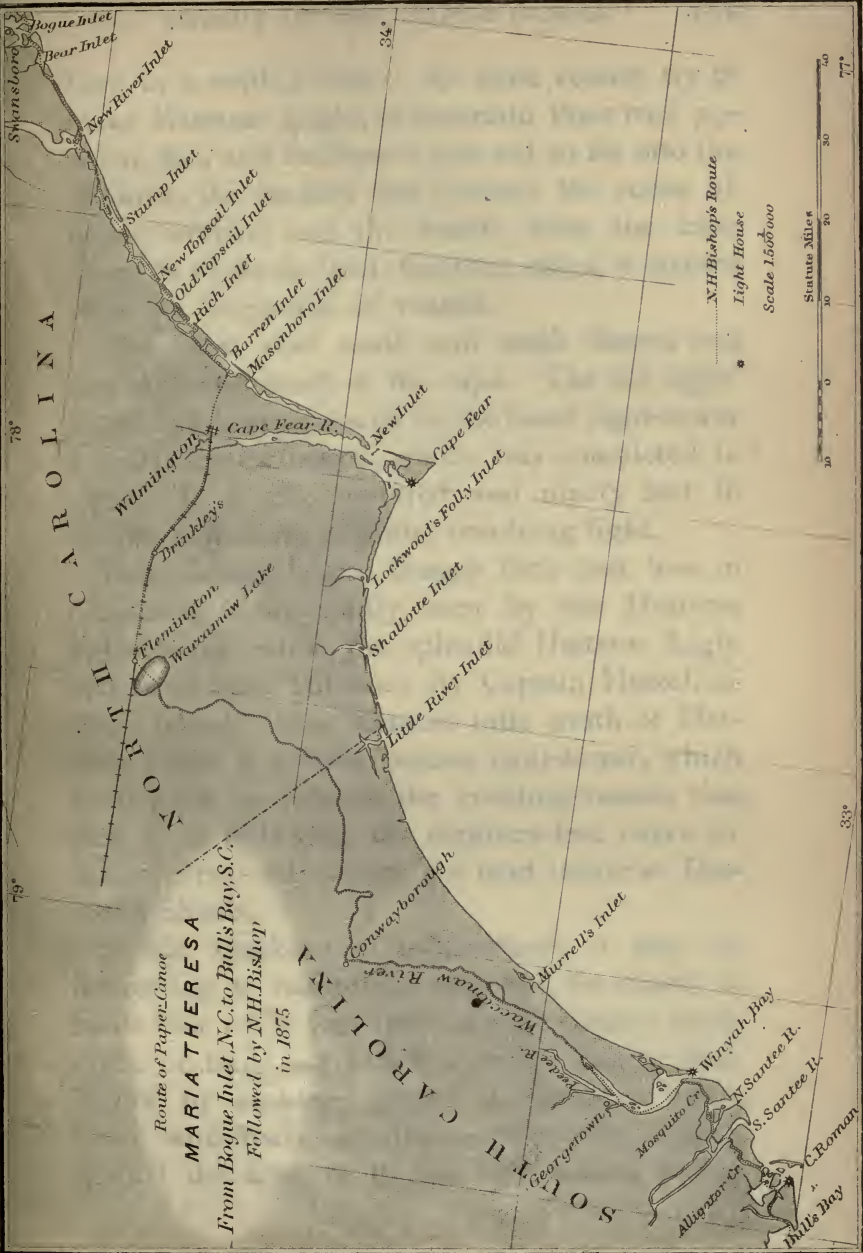 Route of Paper Canoe
MARIA THERESA
From Bogue Inlet, N.C. to Bull's Bay, S.C.
Followed by N.H. Bishop
in 1875
NORTH CAROLINA
SOUTH CAROLINA
79°
78°
77°
34°
33°
Swansboro
Bogue Inlet
Bear Inlet
New River Inlet
Stump Inlet
New Topsail Inlet
Old Topsail Inlet
Rich Inlet
Barren Inlet
Masonboro Inlet
Wilmington
Cape Fear R.
New Inlet
Cape Fear
Brinkley's
Flemington
Waccamaw Lake
Lockwood's Folly Inlet
Shallotte Inlet
Little River Inlet
Conwayborough
Waccamaw River
Murrell's Inlet
Peedee R.
Georgetown
Winyah Bay
Mosquito Cr.
N. Santee R.
S. Santee R.
Alligator Cr.
C. Roman
Bull's Bay
N.H. Bishop's Route
Light House
Scale 1/1500000
Statute Miles
10 0 10 20 30 40